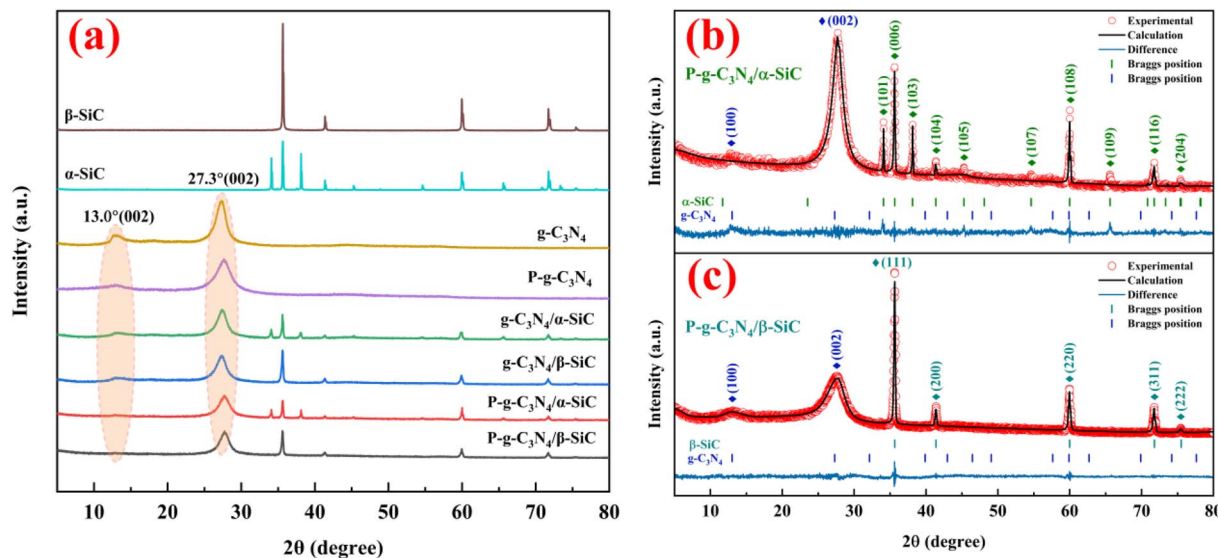 (a)
β-SiC
α-SiC
27.3°(002)
13.0°(002)
g-C₃N₄
P-g-C₃N₄
g-C₃N₄/α-SiC
g-C₃N₄/β-SiC
P-g-C₃N₄/α-SiC
P-g-C₃N₄/β-SiC
Intensity (a.u.)
10 20 30 40 50 60 70 80
2θ (degree)
(b)
P-g-C₃N₄/α-SiC
♦(002)
♦(006)
♦(100)
♦(101)
♦(103)
♦(104)
♦(105)
♦(107)
♦(108)
♦(109)
♦(116)
♦(204)
Experimental
Calculation
Difference
Braggs position
Braggs position
α-SiC
g-C₃N₄
Intensity (a.u.)
(c)
P-g-C₃N₄/β-SiC
♦(111)
♦(100)
♦(002)
♦(200)
♦(220)
♦(311)
♦(222)
Experimental
Calculation
Difference
Braggs position
Braggs position
β-SiC
g-C₃N₄
Intensity (a.u.)
10 20 30 40 50 60 70 80
2θ (degree)